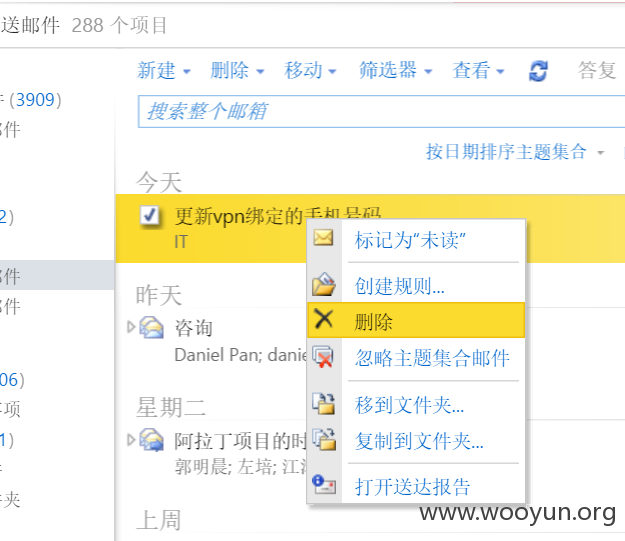 送邮件 288 个项目
新建 删除 移动 筛选器 查看 答复
件 (3909)
搜索整个邮箱
邮件
按日期排序主题集合
今天
2)
更新vpn绑定的手机号码
IT
标记为“未读”
邮件
创建规则...
昨天
邮件
删除
咨询
Daniel Pan; danie
忽略主题集合邮件
06)
移到文件夹...
星期二
事项
1)
阿拉丁项目的时
复制到文件夹...
郭明晨; 左培; 江
件
打开送达报告
夹
上周
www.wooyun.org